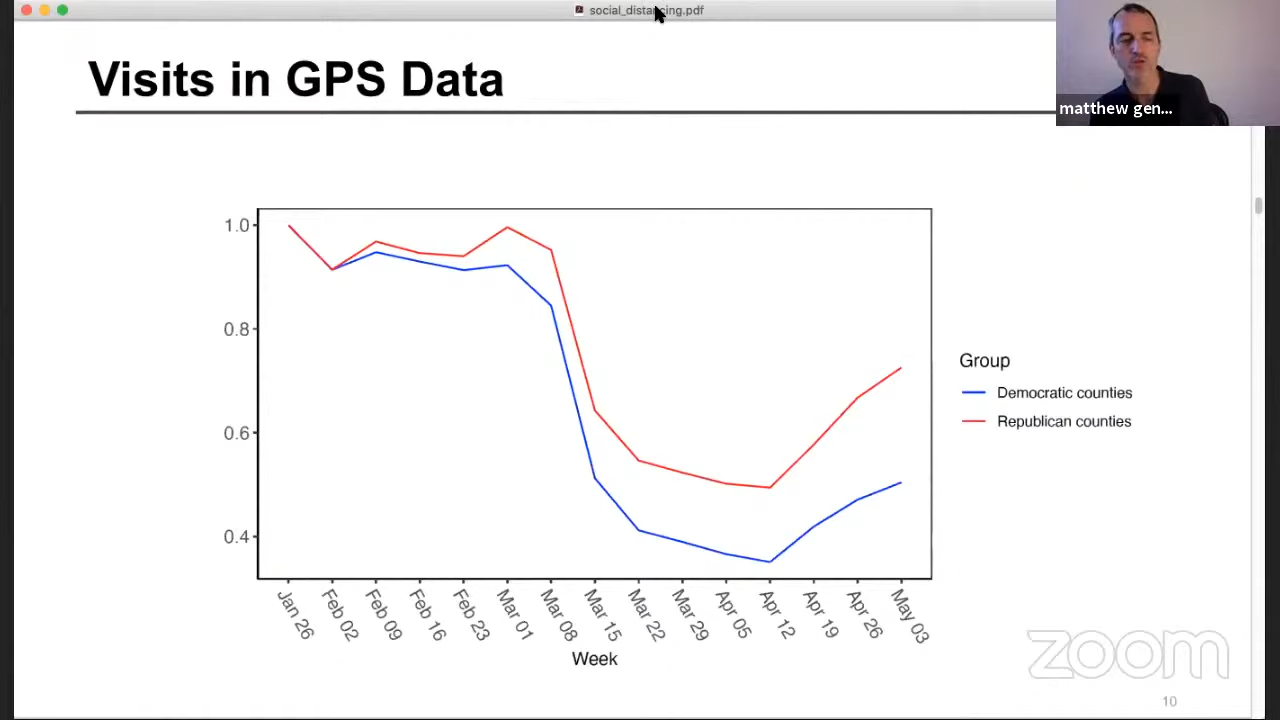 social_distancing.pdf
matthew gen...
Visits in GPS Data
1.0
0.8
0.6
0.4
Jan 26
Feb 02
Feb 09
Feb 16
Feb 23
Mar 01
Mar 08
Mar 15
Mar 22
Mar 29
Apr 05
Apr 12
Apr 19
Apr 26
May 03
Week
Group
Democratic counties
Republican counties
zoom
10